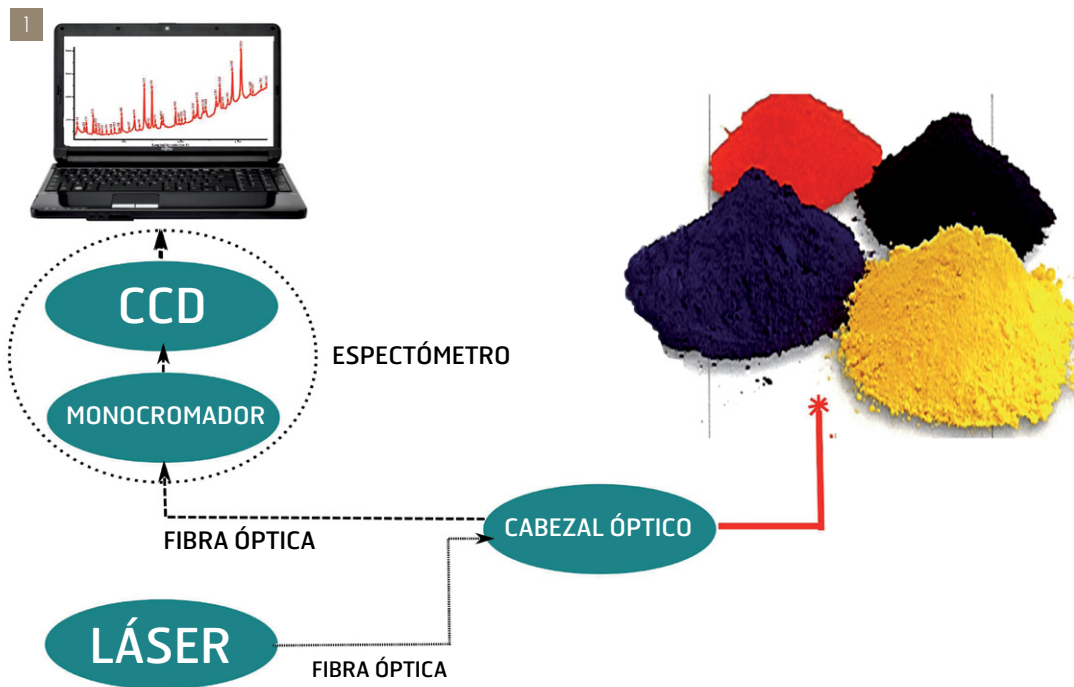 1
CCD
ESPECTÓMETRO
MONOCROMADOR
FIBRA ÓPTICA
CABEZAL ÓPTICO
LÁSER
FIBRA ÓPTICA